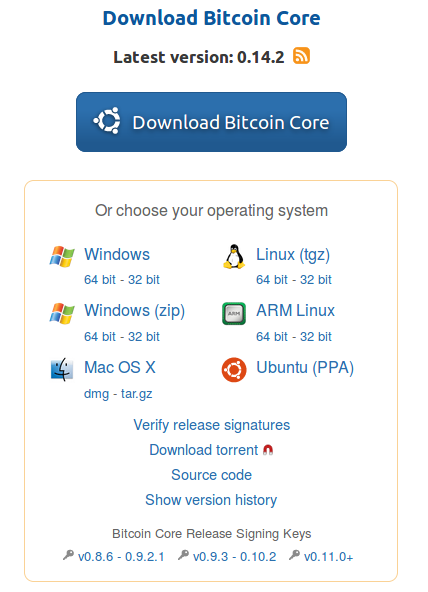 Download Bitcoin Core
Latest version: 0.14.2
Download Bitcoin Core
Or choose your operating system
Windows
64 bit - 32 bit
Linux (tgz)
64 bit - 32 bit
Windows (zip)
64 bit - 32 bit
ARM
ARM Linux
64 bit - 32 bit
Mac OS X
dmg - tar.gz
Ubuntu (PPA)
Verify release signatures
Download torrent
Source code
Show version history
Bitcoin Core Release Signing Keys
v0.8.6 - 0.9.2.1 v0.9.3 - 0.10.2 v0.11.0+